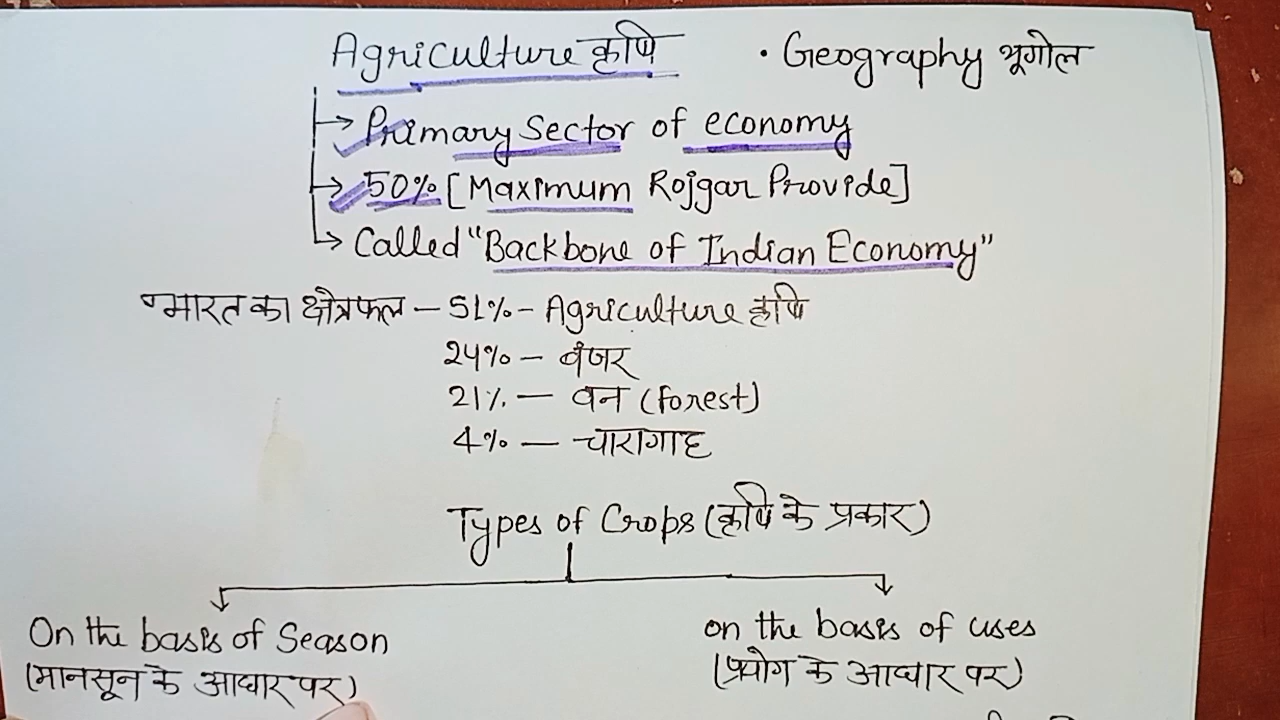 Agriculture कृषि • Geography भूगोल
→ Primary Sector of economy
→ 50% [Maximum Rojgar Provide]
→ Called "Backbone of Indian Economy"
भारत का क्षेत्रफल – 51% – Agriculture कृषि
24% – बंजर
21% – वन (forest)
4% – चारागाह
Types of Crops (कृषि के प्रकार)
On the basis of Season
(मानसून के आधार पर)
on the basis of uses
(प्रयोग के आधार पर)